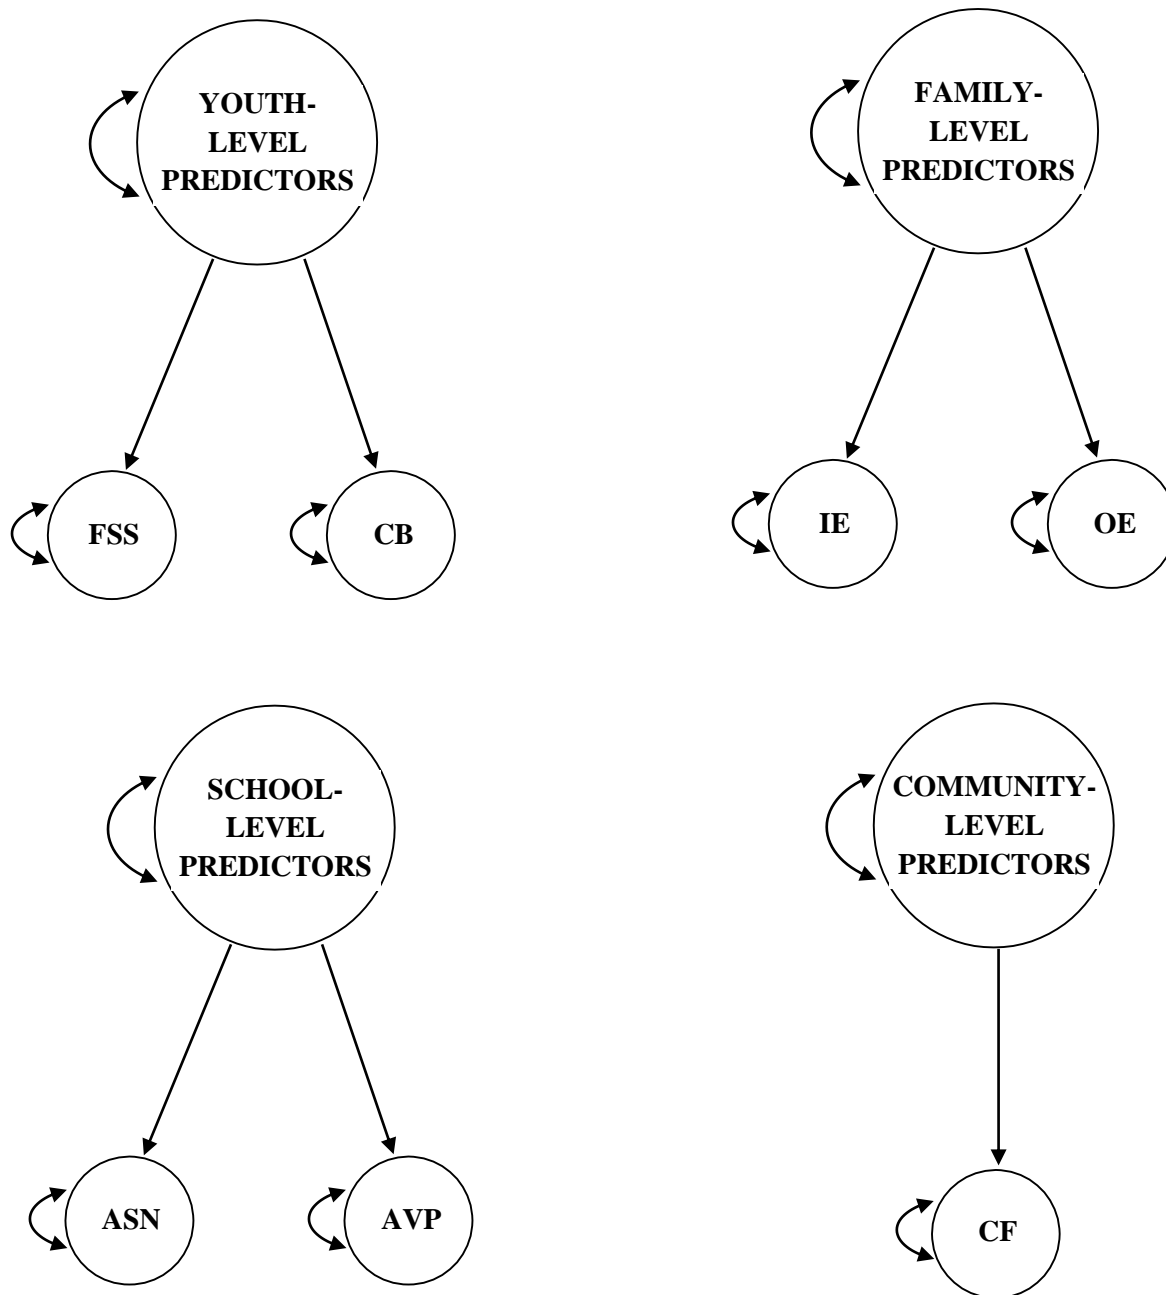 YOUTH-
LEVEL
PREDICTORS
FAMILY-
LEVEL
PREDICTORS
FSS
CB
IE
OE
SCHOOL-
LEVEL
PREDICTORS
COMMUNITY-
LEVEL
PREDICTORS
ASN
AVP
CF